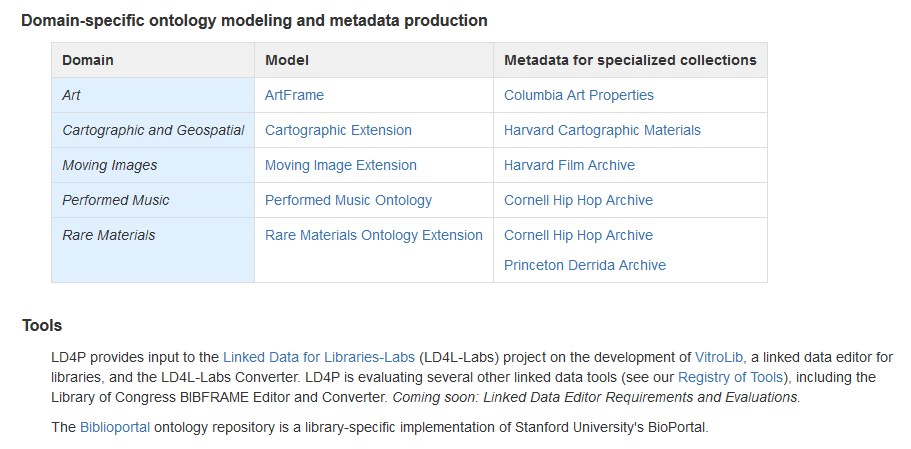 Domain-specific ontology modeling and metadata production
Domain Model Metadata for specialized collections
Art ArtFrame Columbia Art Properties
Cartographic and Geospatial Cartographic Extension Harvard Cartographic Materials
Moving Images Moving Image Extension Harvard Film Archive
Performed Music Performed Music Ontology Cornell Hip Hop Archive
Rare Materials Rare Materials Ontology Extension Cornell Hip Hop Archive
Princeton Derrida Archive
Tools
LD4P provides input to the Linked Data for Libraries-Labs (LD4L-Labs) project on the development of VitroLib, a linked data editor for
libraries, and the LD4L-Labs Converter. LD4P is evaluating several other linked data tools (see our Registry of Tools), including the
Library of Congress BIBFRAME Editor and Converter. Coming soon: Linked Data Editor Requirements and Evaluations.
The Biblioportal ontology repository is a library-specific implementation of Stanford University's BioPortal.